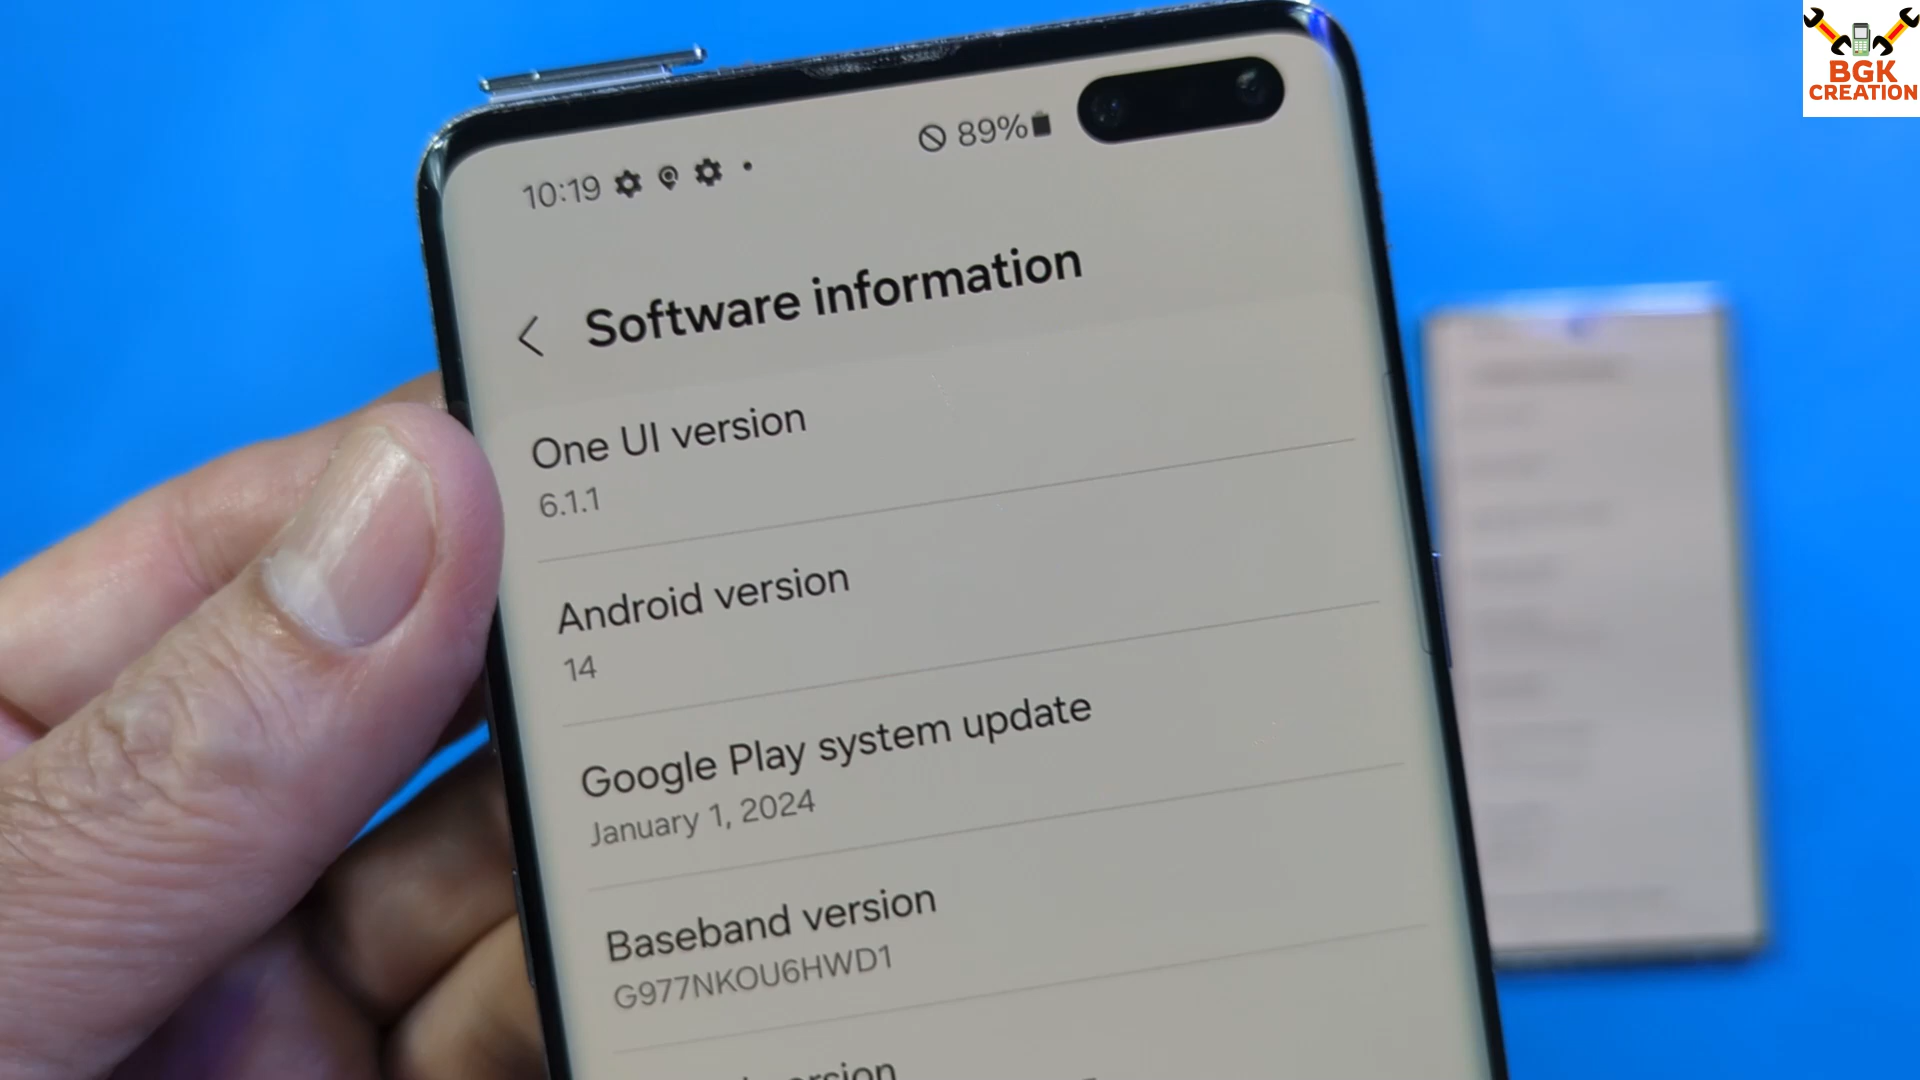 BGK
CREATION
10:19
89%
Software information
One UI version
6.1.1
Android version
14
Google Play system update
January 1, 2024
Baseband version
G977NKOU6HWD1
version